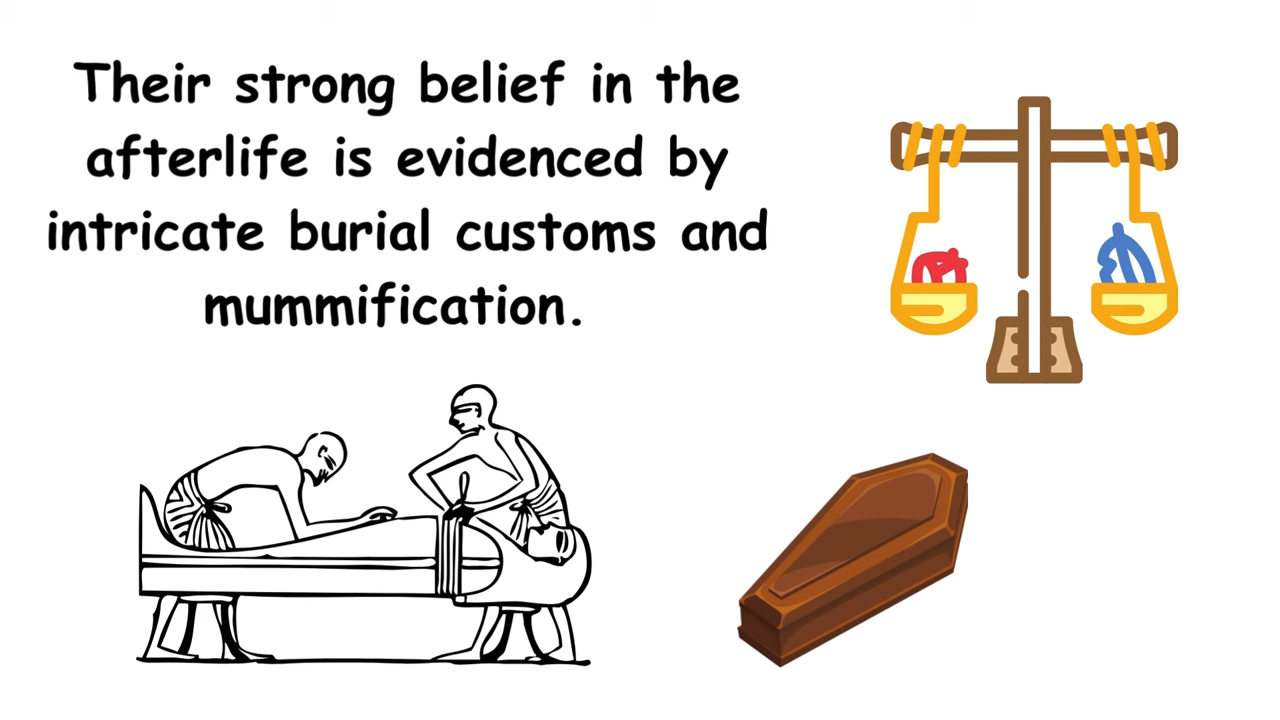 Their strong belief in the
afterlife is evidenced by
intricate burial customs and
mummification.